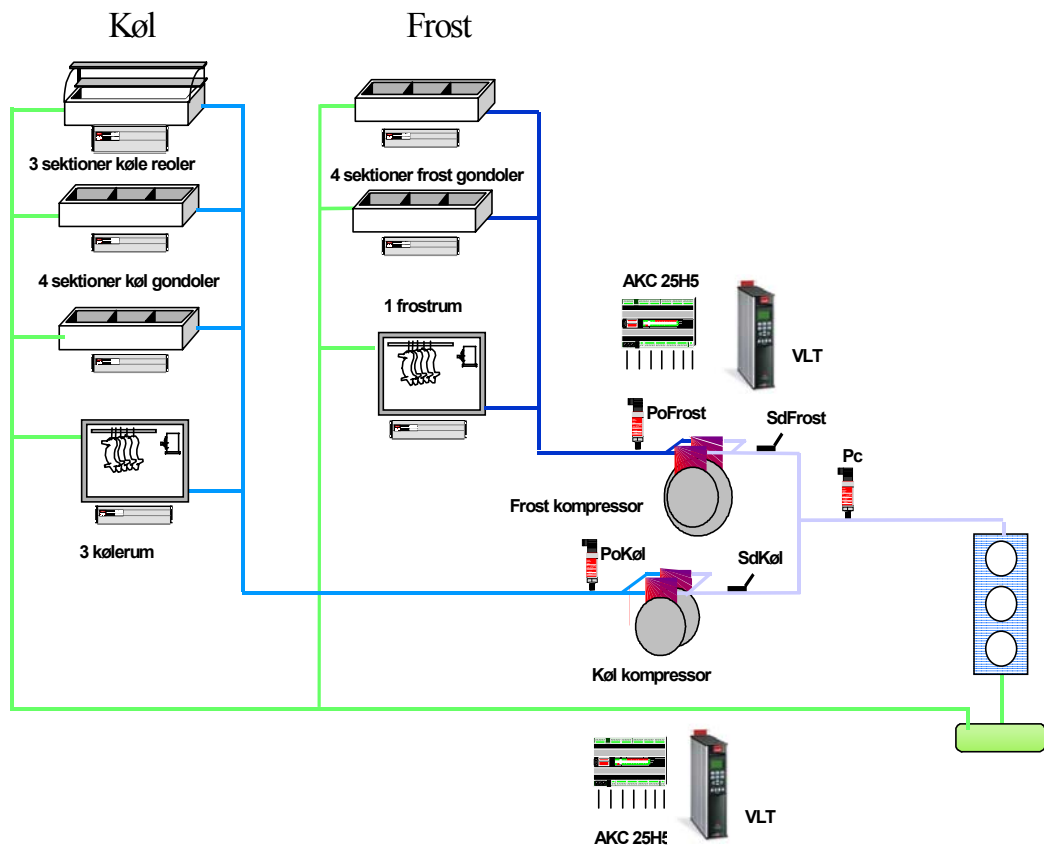 Køl
Frost
3 sektioner køle reoler
4 sektioner frost gondoler
4 sektioner køl gondoler
AKC 25H5
1 frostrum
VLT
PoFrost
SdFrost
Pc
Frost kompressor
3 kølerum
PoKøl
SdKøl
Køl kompressor
VLT
AKC 25H5